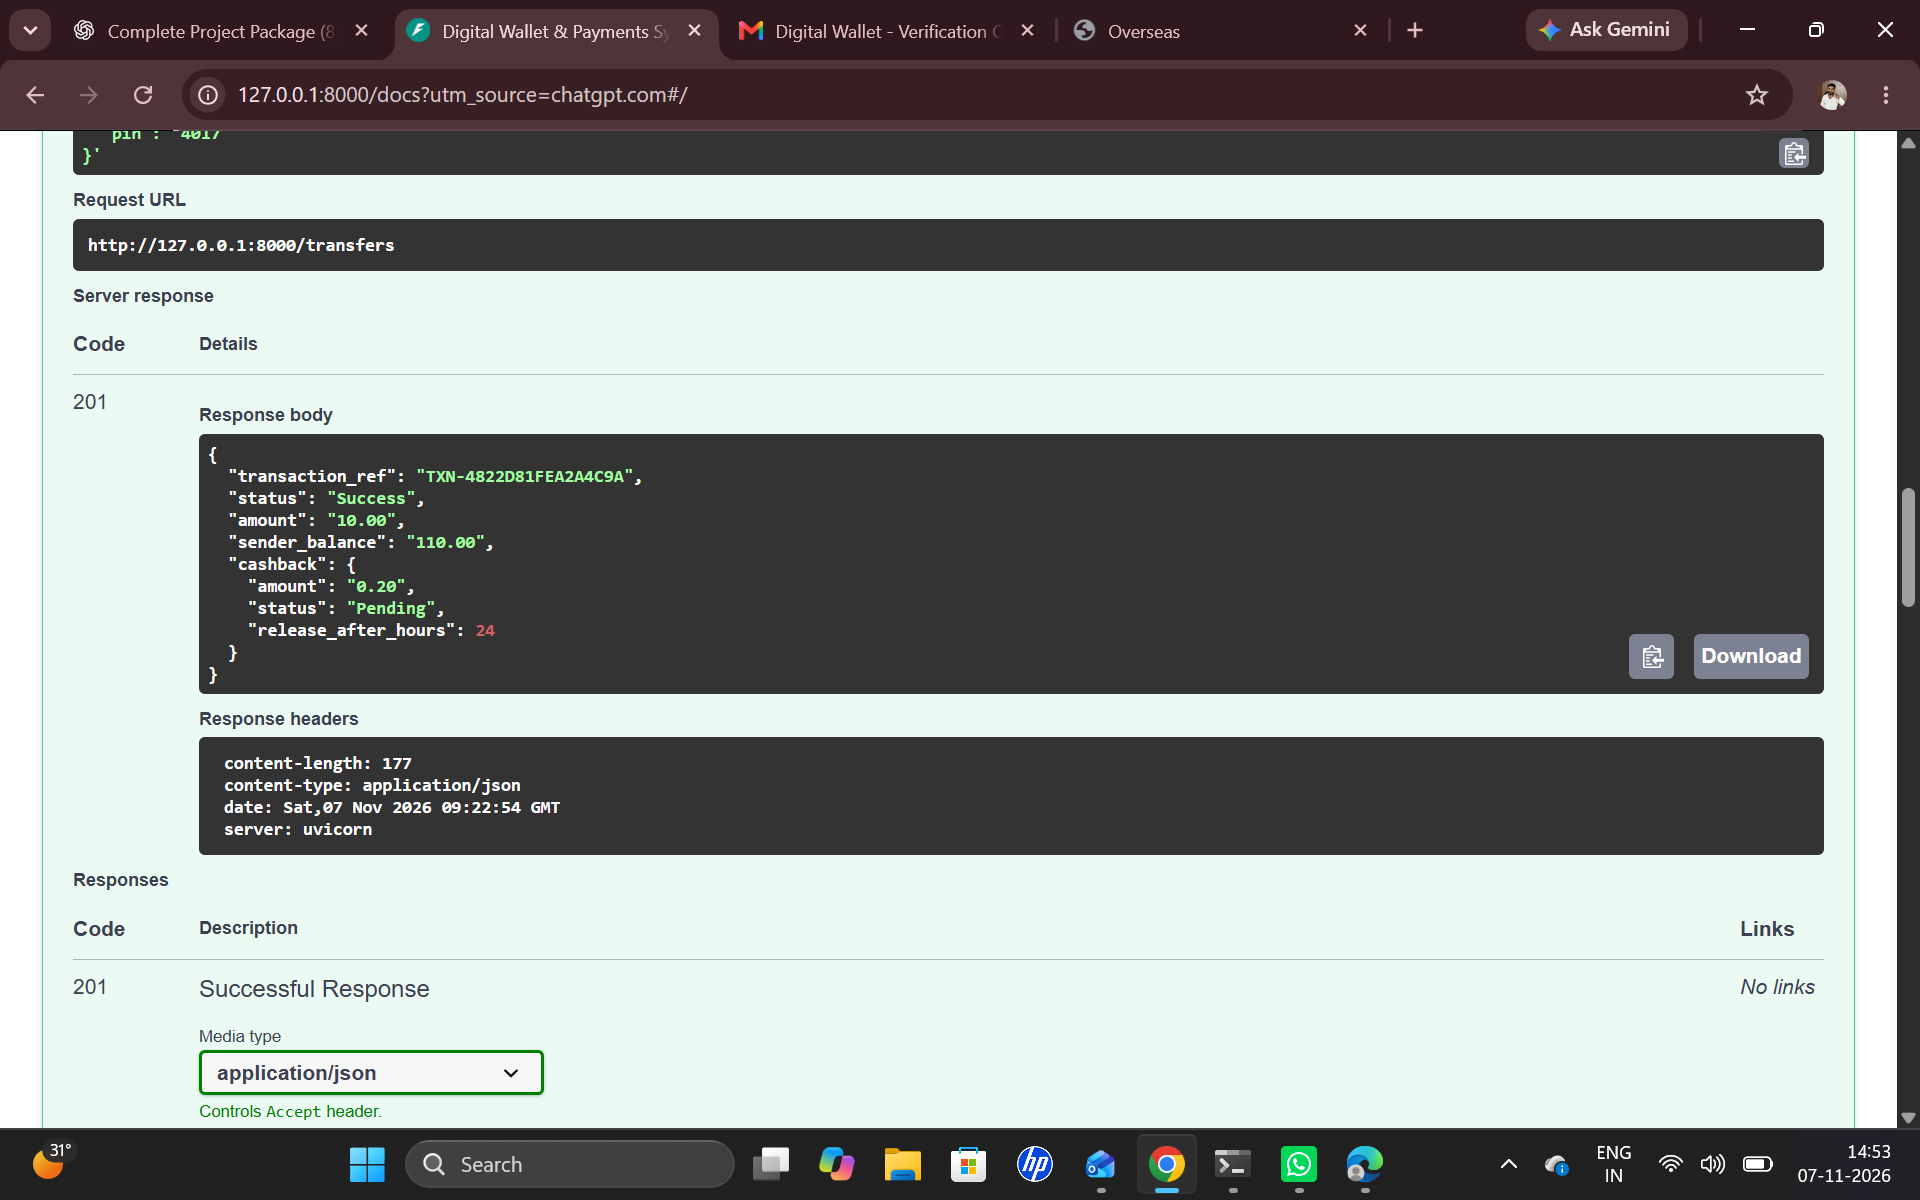 Complete Project Package (8
Digital Wallet & Payments Sy
Digital Wallet - Verification C
Overseas
Ask Gemini
127.0.0.1:8000/docs?utm_source=chatgpt.com#/
"pin": "4017"
}'
Request URL
http://127.0.0.1:8000/transfers
Server response
Code Details
201
Response body
{
"transaction_ref": "TXN-4822D81FEA2A4C9A",
"status": "Success",
"amount": "10.00",
"sender_balance": "110.00",
"cashback": {
"amount": "0.20",
"status": "Pending",
"release_after_hours": 24
}
}
Download
Response headers
content-length: 177
content-type: application/json
date: Sat,07 Nov 2026 09:22:54 GMT
server: uvicorn
Responses
Code Description Links
201 Successful Response No links
Media type
application/json
Controls Accept header.
31°
Search
hp
ENG
IN
14:53
07-11-2026